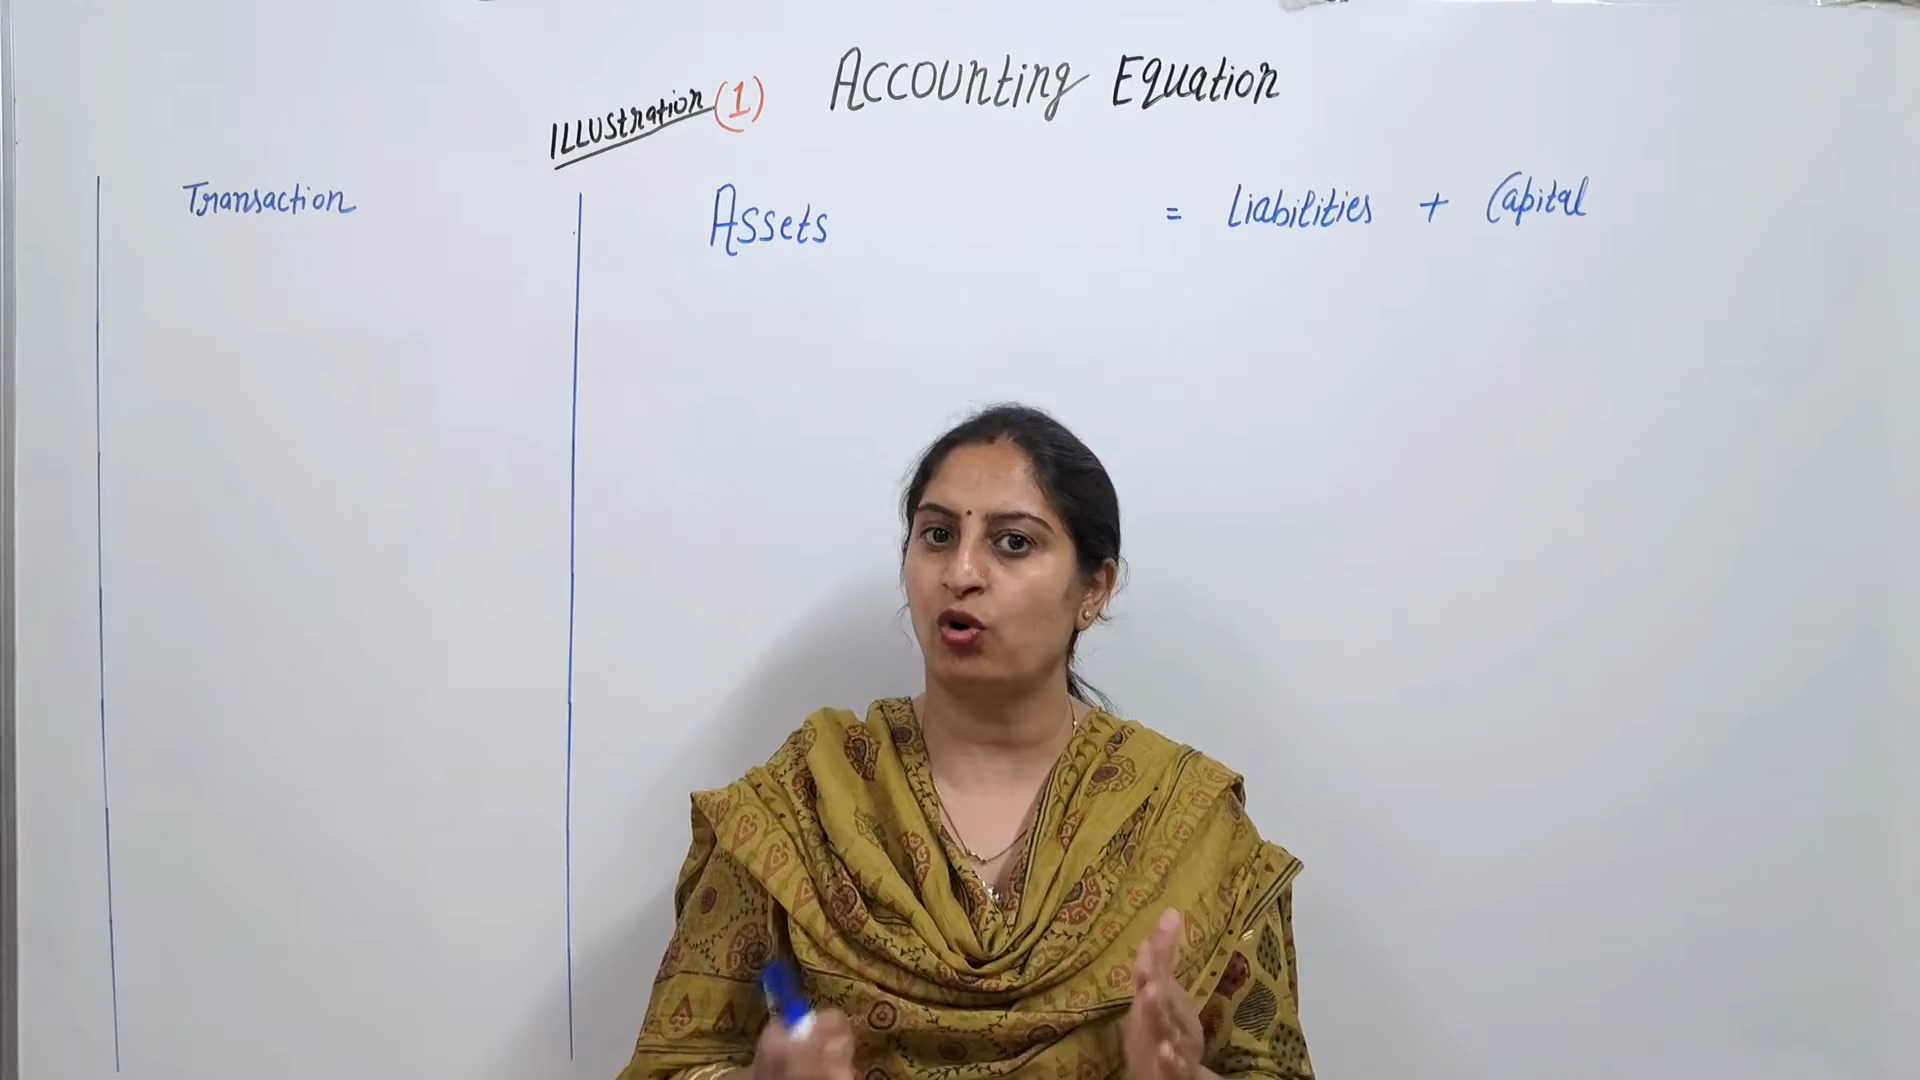 Accounting Equation
Illustration (1)
Transaction
Assets = Liabilities + Capital